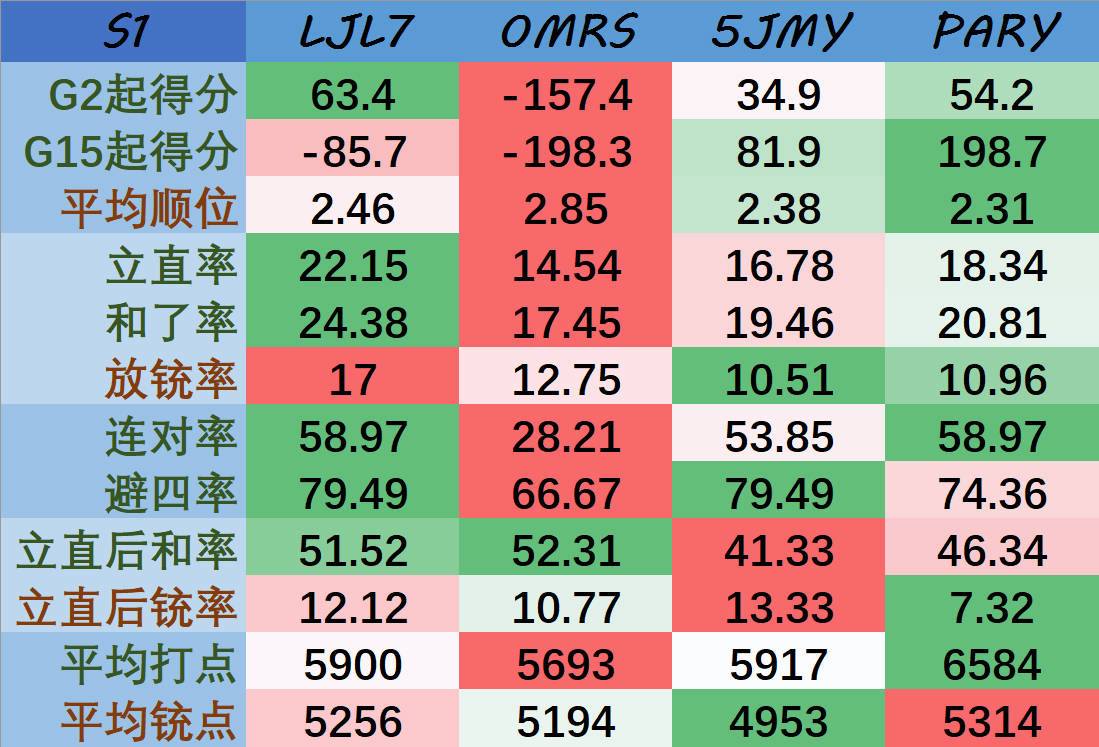 S1 LJL7 OMRS 5JMY PARY
G2起得分 63.4 -157.4 34.9 54.2
G15起得分 -85.7 -198.3 81.9 198.7
平均顺位 2.46 2.85 2.38 2.31
立直率 22.15 14.54 16.78 18.34
和了率 24.38 17.45 19.46 20.81
放铳率 17 12.75 10.51 10.96
连对率 58.97 28.21 53.85 58.97
避四率 79.49 66.67 79.49 74.36
立直后和率 51.52 52.31 41.33 46.34
立直后铳率 12.12 10.77 13.33 7.32
平均打点 5900 5693 5917 6584
平均铳点 5256 5194 4953 5314